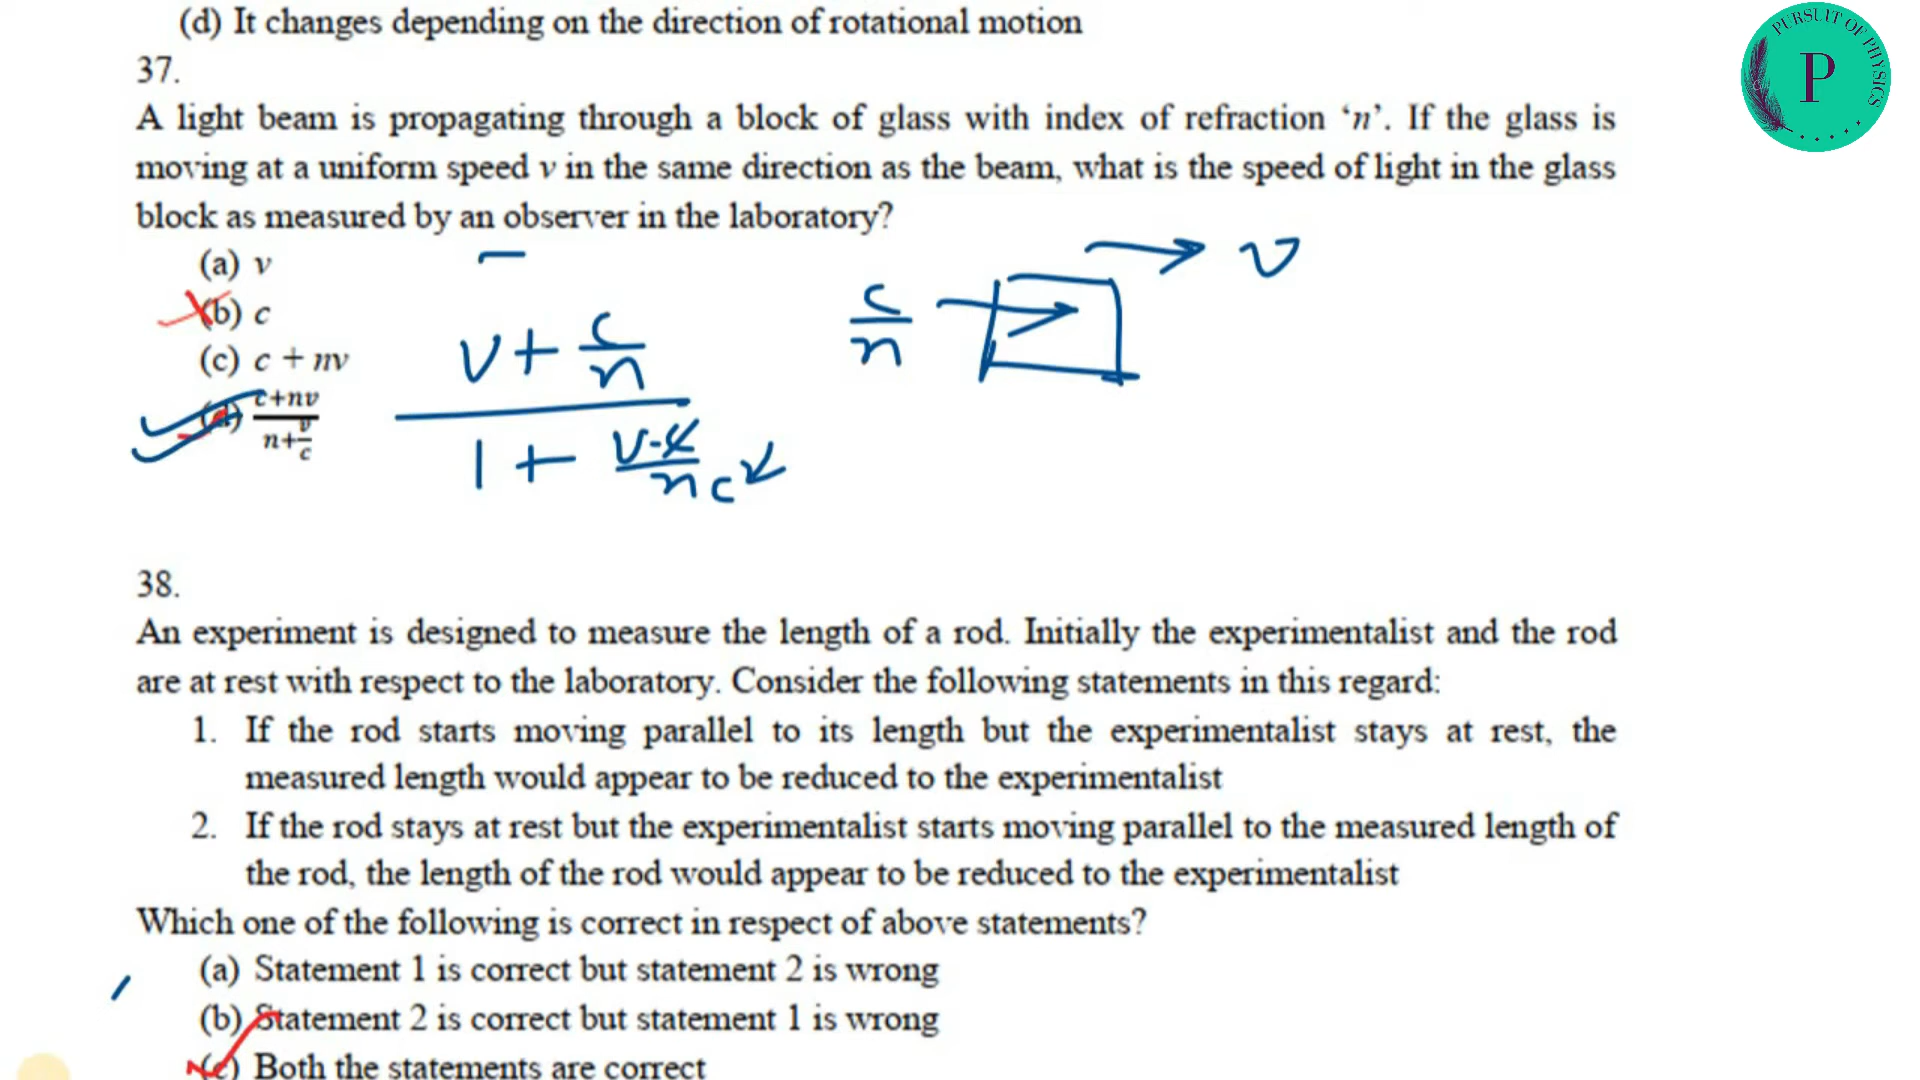 (d) It changes depending on the direction of rotational motion
PURSUIT OF PHYSICS
P
37.
A light beam is propagating through a block of glass with index of refraction ‘n’. If the glass is
moving at a uniform speed v in the same direction as the beam, what is the speed of light in the glass
block as measured by an observer in the laboratory?
(a) v
(b) c
(c) c + nv
(d) c+nv
n+v/c
v + c/n
1 + v-c/nc²
c/n
v
38.
An experiment is designed to measure the length of a rod. Initially the experimentalist and the rod
are at rest with respect to the laboratory. Consider the following statements in this regard:
1. If the rod starts moving parallel to its length but the experimentalist stays at rest, the
measured length would appear to be reduced to the experimentalist
2. If the rod stays at rest but the experimentalist starts moving parallel to the measured length of
the rod, the length of the rod would appear to be reduced to the experimentalist
Which one of the following is correct in respect of above statements?
(a) Statement 1 is correct but statement 2 is wrong
(b) Statement 2 is correct but statement 1 is wrong
(c) Both the statements are correct